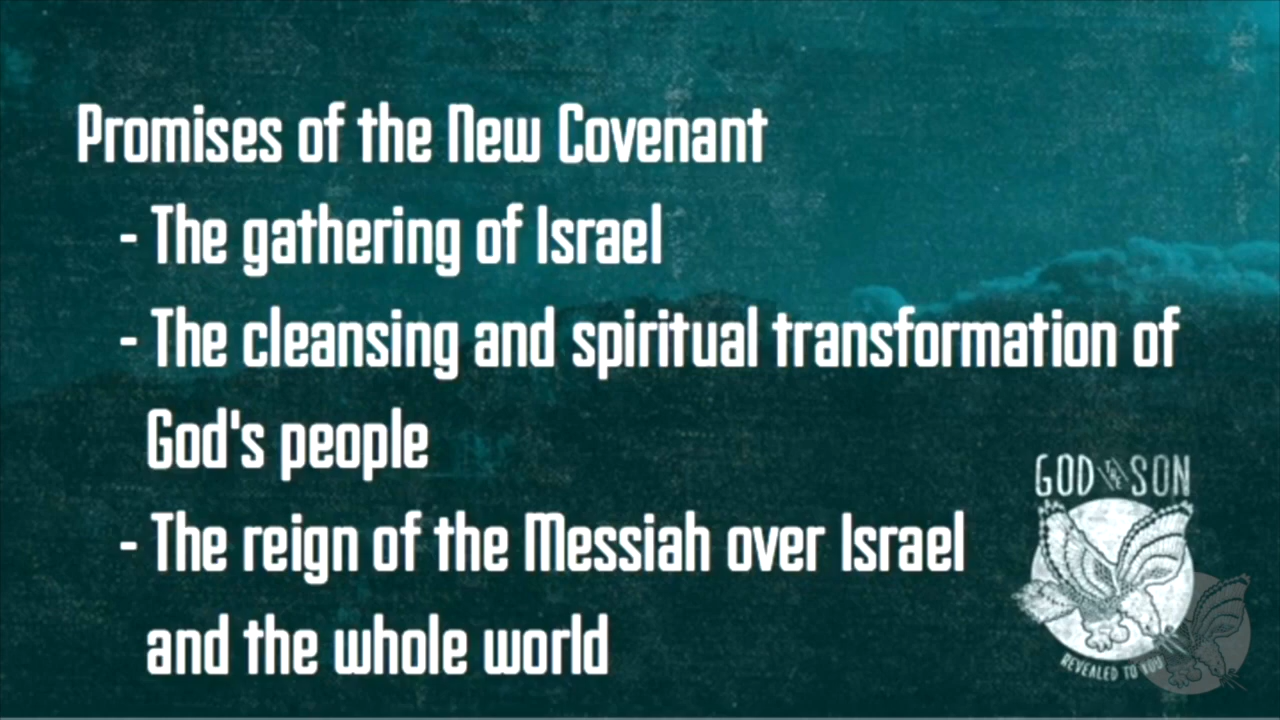 Promises of the New Covenant
- The gathering of Israel
- The cleansing and spiritual transformation of
God's people
- The reign of the Messiah over Israel
and the whole world
GOD THE SON
REVEALED TO YOU